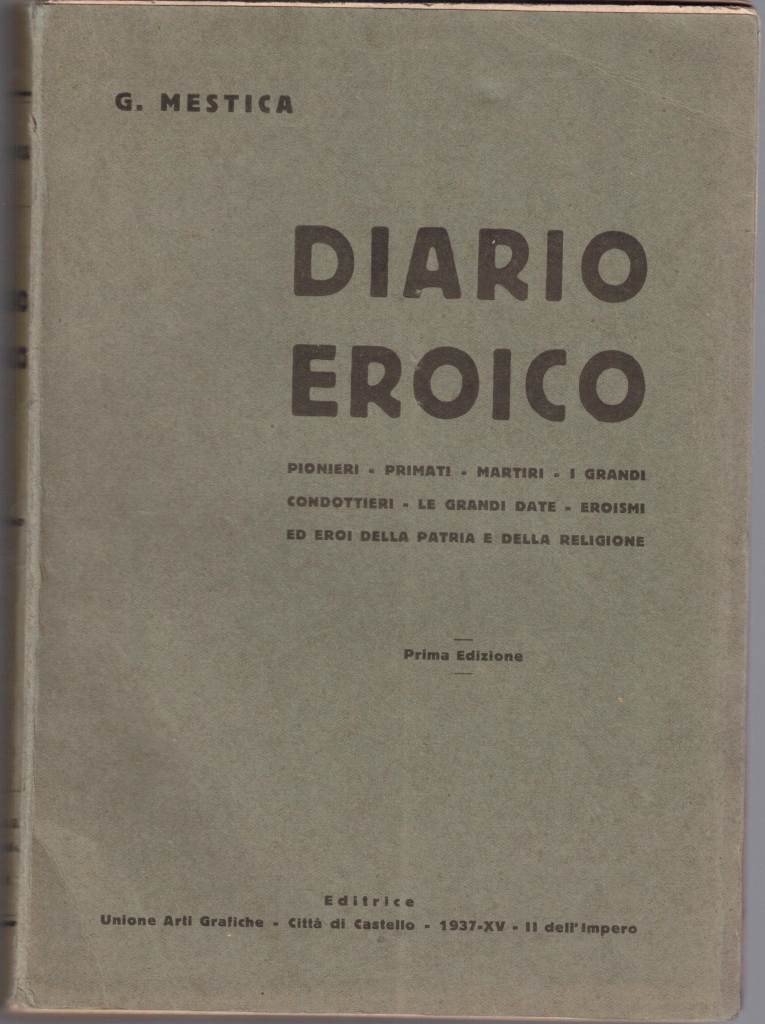 G. MESTICA
DIARIO
EROICO
PIONIERI - PRIMATI - MARTIRI - I GRANDI
CONDOTTIERI - LE GRANDI DATE - EROISMI
ED EROI DELLA PATRIA E DELLA RELIGIONE
Prima Edizione
Editrice
Unione Arti Grafiche - Città di Castello - 1937-XV - II dell'Impero